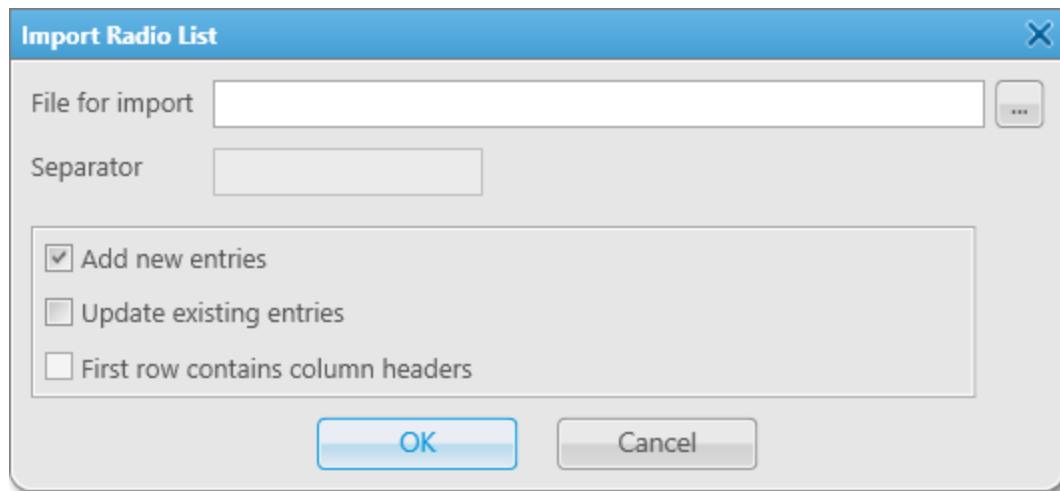 Import Radio List
File for import
...
Separator
Add new entries
Update existing entries
First row contains column headers
OK Cancel